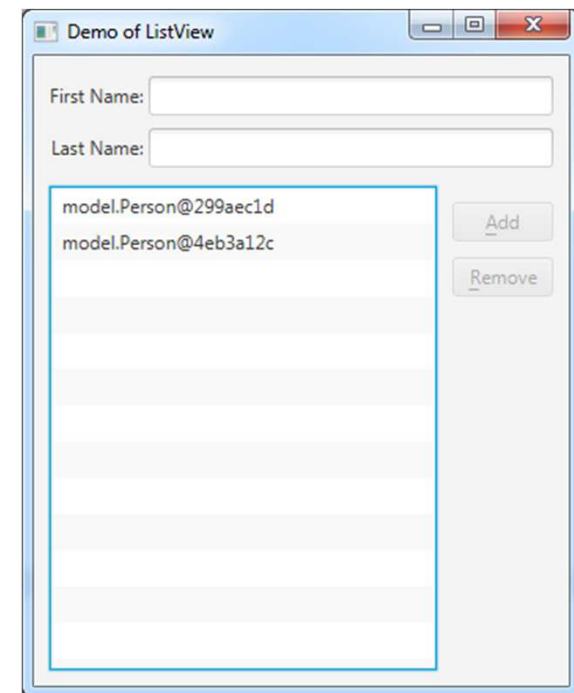 Demo of ListView
First Name:
Last Name:
model.Person@299aec1d
model.Person@4eb3a12c
Add
Remove